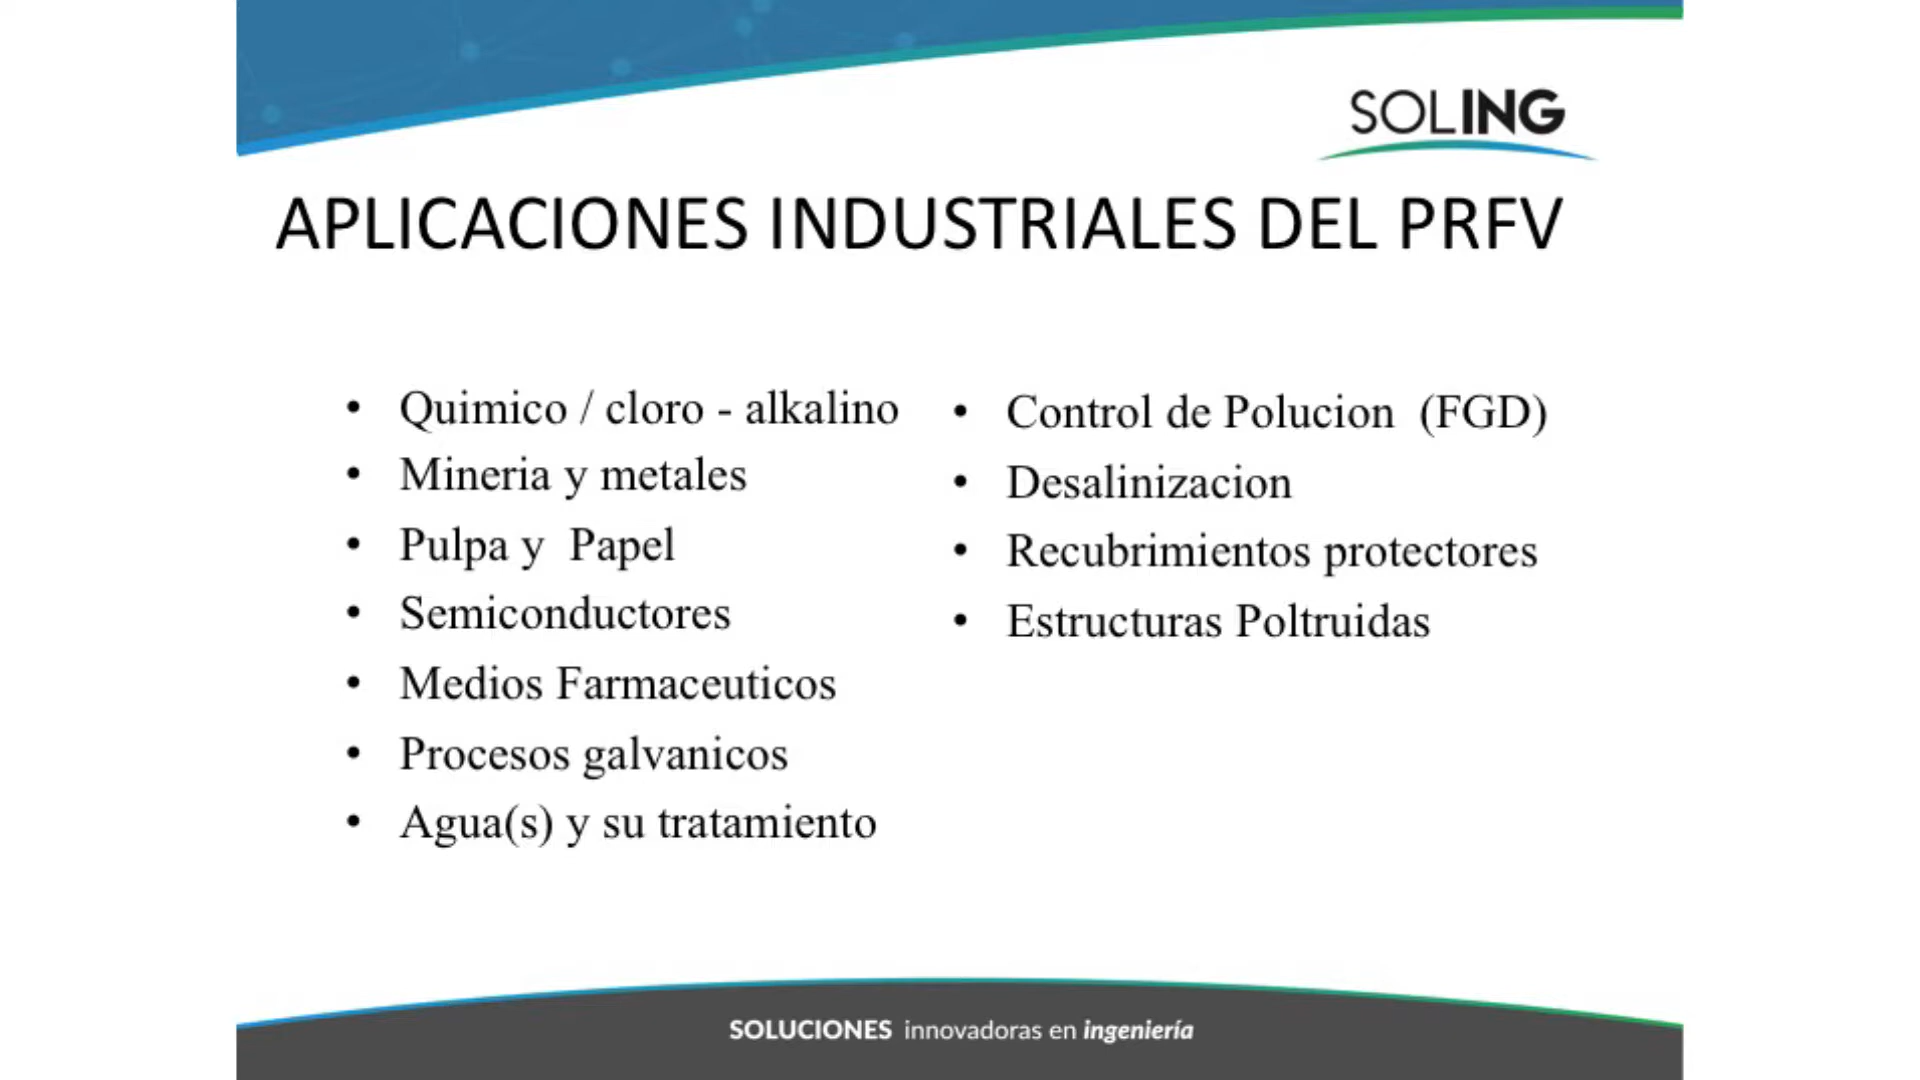 SOLING
APLICACIONES INDUSTRIALES DEL PRFV
• Quimico / cloro - alkalino
• Mineria y metales
• Pulpa y  Papel
• Semiconductores
• Medios Farmaceuticos
• Procesos galvanicos
• Agua(s) y su tratamiento
• Control de Polucion  (FGD)
• Desalinizacion
• Recubrimientos protectores
• Estructuras Poltruidas
SOLUCIONES innovadoras en ingeniería